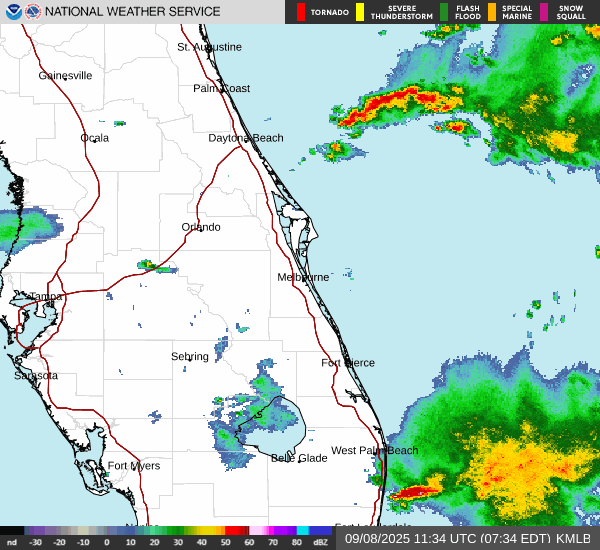 NATIONAL WEATHER SERVICE
TORNADO
SEVERE
THUNDERSTORM
FLASH
FLOOD
SPECIAL
MARINE
SNOW
SQUALL
St. Augustine
Gainesville
Palm Coast
Ocala
Daytona Beach
Orlando
Melbourne
Tampa
Sebring
Fort Pierce
Sarasota
West Palm Beach
Belle Glade
Fort Myers
nd -30 -20 -10 0 10 20 30 40 50 60 70 80 dBZ
09/08/2025 11:34 UTC (07:34 EDT) KMLB